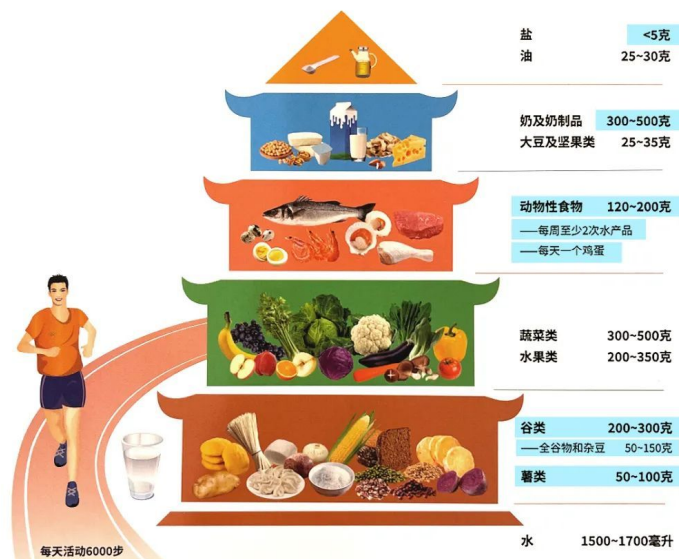 盐 <5克
油 25~30克
奶及奶制品 300~500克
大豆及坚果类 25~35克
动物性食物 120~200克
——每周至少2次水产品
——每天一个鸡蛋
蔬菜类 300~500克
水果类 200~350克
谷类 200~300克
——全谷物和杂豆 50~150克
薯类 50~100克
水 1500~1700毫升
每天活动6000步